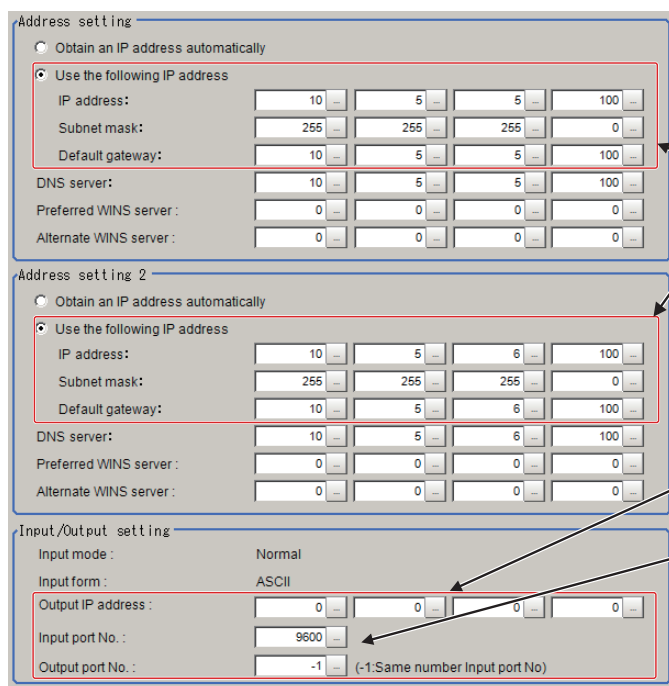 Address setting
Obtain an IP address automatically
Use the following IP address
IP address: 10 ... 5 ... 5 ... 100 ...
Subnet mask: 255 ... 255 ... 255 ... 0 ...
Default gateway: 10 ... 5 ... 5 ... 100 ...
DNS server: 10 ... 5 ... 5 ... 100 ...
Preferred WINS server : 0 ... 0 ... 0 ... 0 ...
Alternate WINS server : 0 ... 0 ... 0 ... 0 ...
Address setting 2
Obtain an IP address automatically
Use the following IP address
IP address: 10 ... 5 ... 6 ... 100 ...
Subnet mask: 255 ... 255 ... 255 ... 0 ...
Default gateway: 10 ... 5 ... 6 ... 100 ...
DNS server: 10 ... 5 ... 6 ... 100 ...
Preferred WINS server : 0 ... 0 ... 0 ... 0 ...
Alternate WINS server : 0 ... 0 ... 0 ... 0 ...
Input/Output setting
Input mode : Normal
Input form : ASCII
Output IP address : 0 ... 0 ... 0 ... 0 ...
Input port No. : 9600 ...
Output port No. : -1 ... (-1:Same number Input port No)